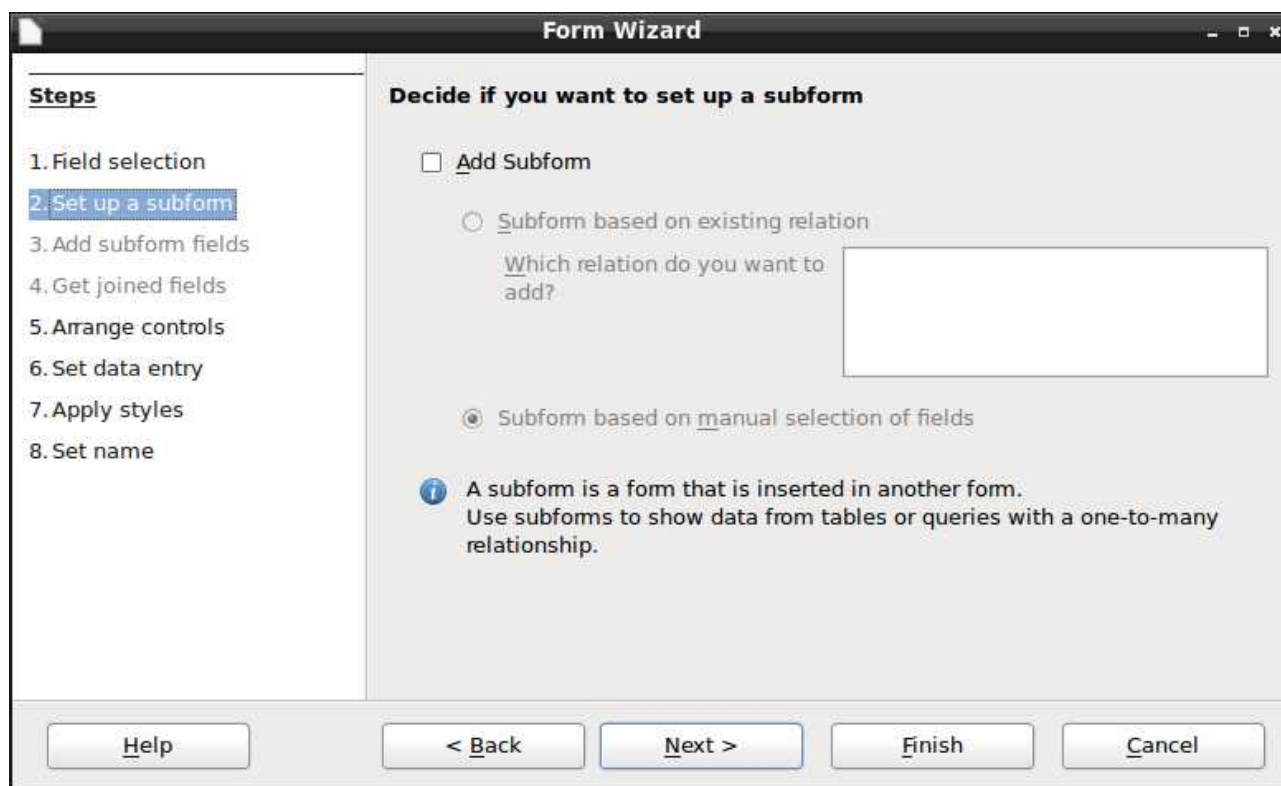 Form Wizard
Steps
1. Field selection
2. Set up a subform
3. Add subform fields
4. Get joined fields
5. Arrange controls
6. Set data entry
7. Apply styles
8. Set name
Decide if you want to set up a subform
Add Subform
Subform based on existing relation
Which relation do you want to
add?
Subform based on manual selection of fields
A subform is a form that is inserted in another form.
Use subforms to show data from tables or queries with a one-to-many
relationship.
Help
< Back
Next >
Finish
Cancel